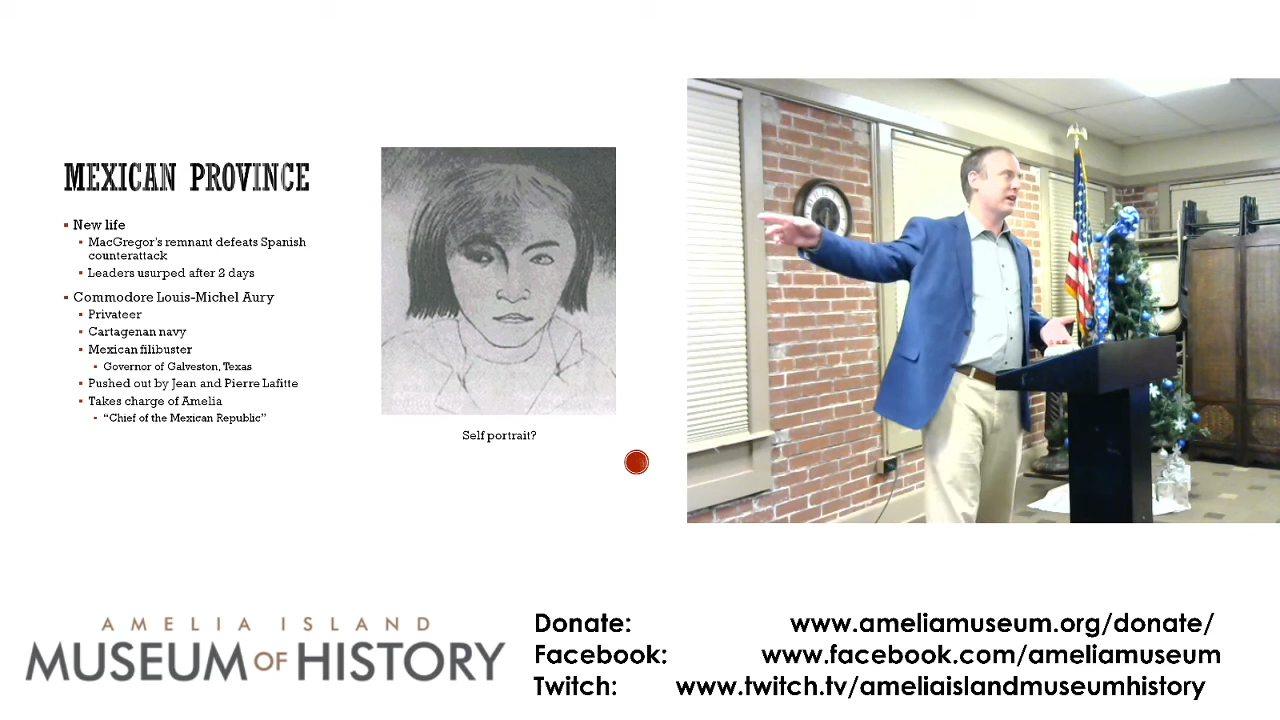 MEXICAN PROVINCE
New life
MacGregor's remnant defeats Spanish
counterattack
Leaders usurped after 2 days
Commodore Louis-Michel Aury
Privateer
Cartagenan navy
Mexican filibuster
Governor of Galveston, Texas
Pushed out by Jean and Pierre Lafitte
Takes charge of Amelia
"Chief of the Mexican Republic"
Self portrait?
AMELIA ISLAND
MUSEUM OF HISTORY
Donate: www.ameliamuseum.org/donate/
Facebook: www.facebook.com/ameliamuseum
Twitch: www.twitch.tv/ameliaislandmuseumhistory